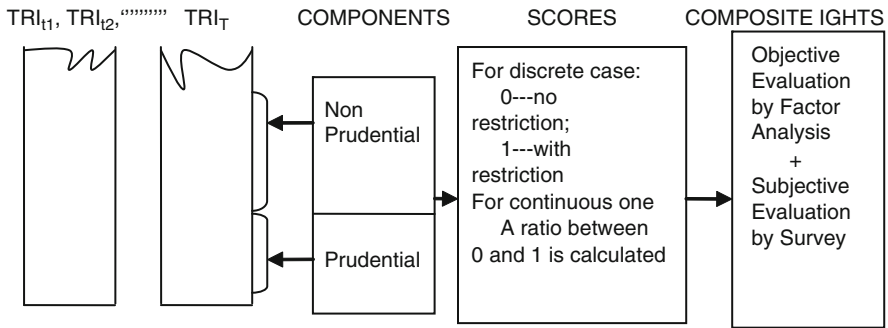 TRIt1, TRIt2,‘’’’’’’’’’ TRIT COMPONENTS SCORES COMPOSITE IGHTS
Non
Prudential
Prudential
For discrete case:
0---no
restriction;
1---with
restriction
For continuous one
A ratio between
0 and 1 is calculated
Objective
Evaluation
by Factor
Analysis
+
Subjective
Evaluation
by Survey